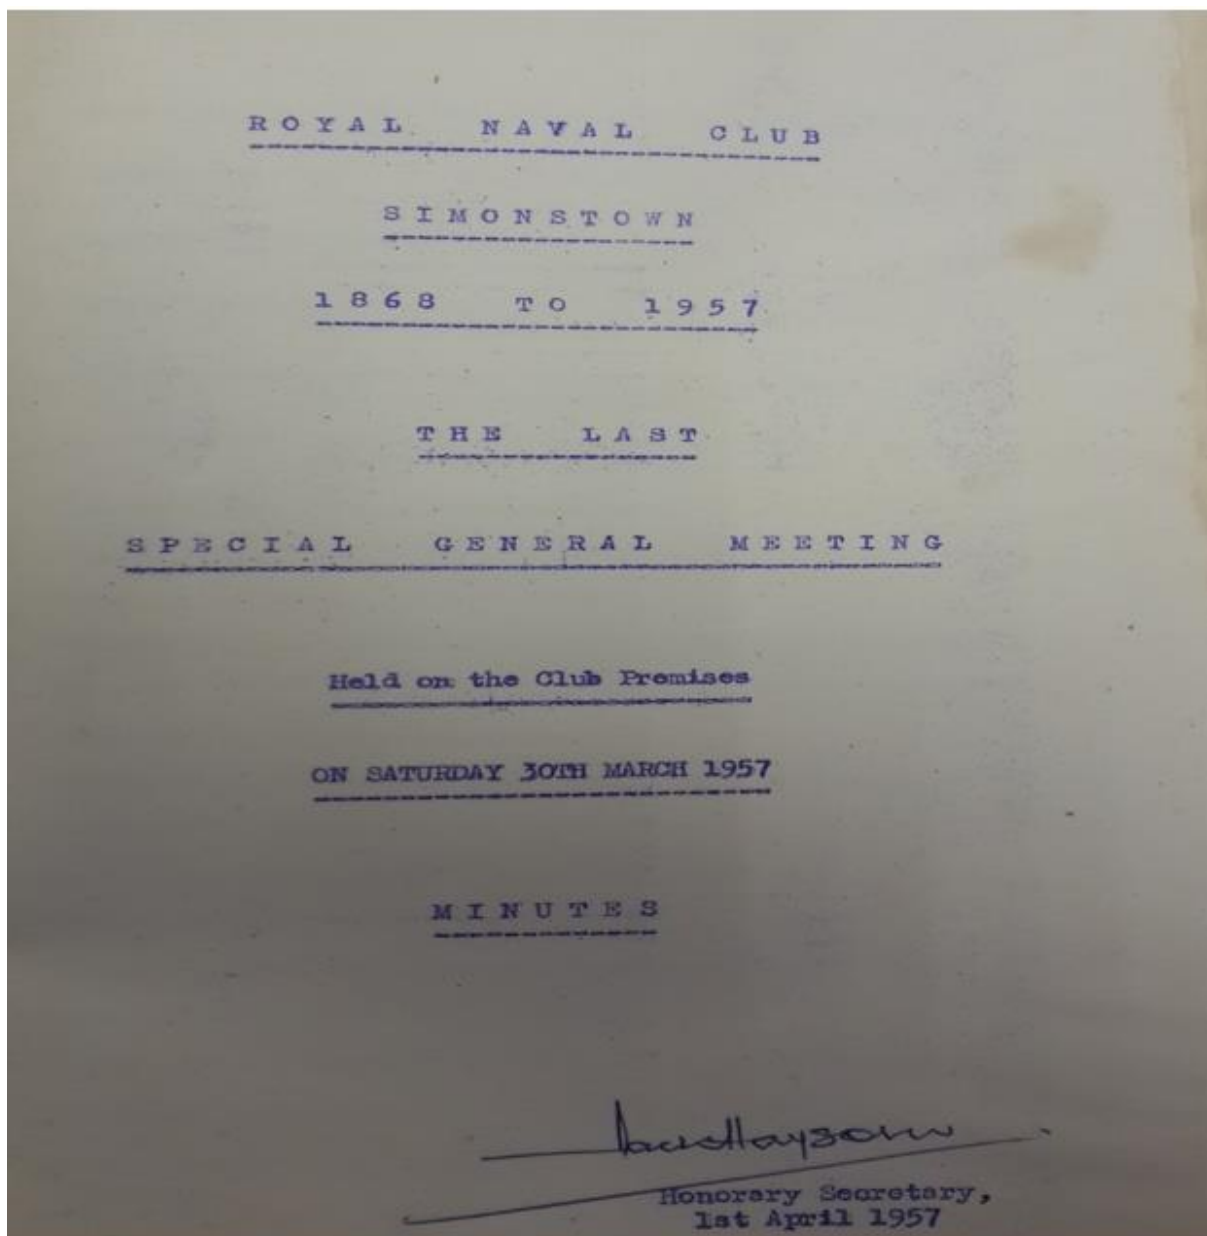 ROYAL NAVAL CLUB
SIMONSTOWN
1868 TO 1957
THE LAST
SPECIAL GENERAL MEETING
Held on the Club Premises
ON SATURDAY 30TH MARCH 1957
MINUTES
Honorary Secretary,
1st April 1957